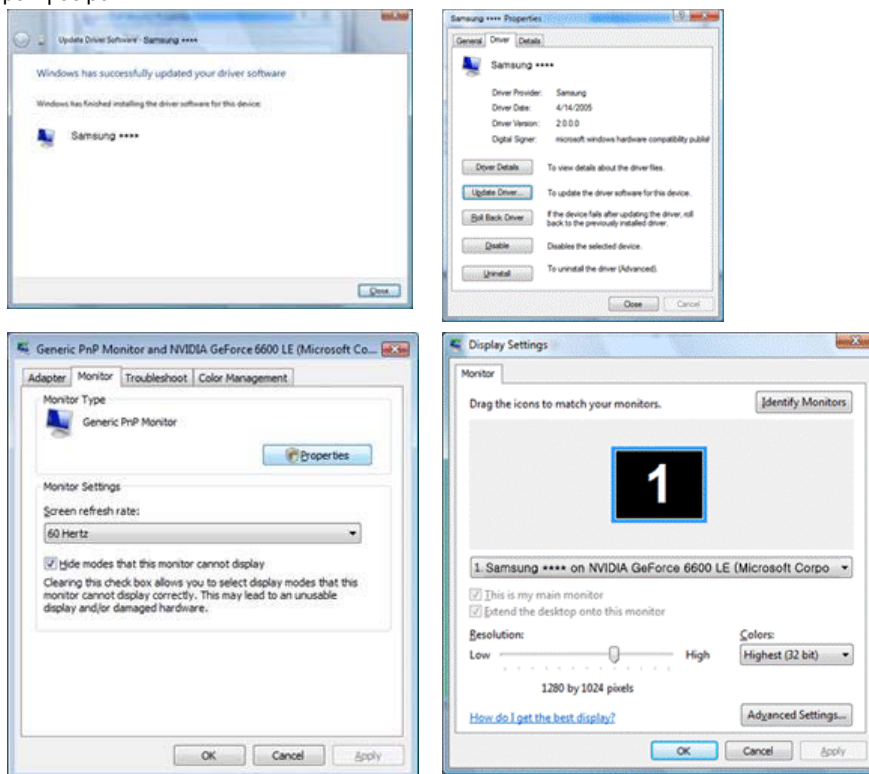 Update Driver Software - Samsung ****
Windows has successfully updated your driver software
Windows has finished installing the driver software for this device:
Samsung ****
Close
Samsung **** Properties
General Driver Details
Samsung ****
Driver Provider: Samsung
Driver Date: 4/14/2005
Driver Version: 2.0.0.0
Digital Signer: microsoft windows hardware compatibility publis
Driver Details To view details about the driver files.
Update Driver... To update the driver software for this device.
Roll Back Driver If the device fails after updating the driver, roll
back to the previously installed driver.
Disable Disables the selected device.
Uninstall To uninstall the driver (Advanced).
Close Cancel
Generic PnP Monitor and NVIDIA GeForce 6600 LE (Microsoft Co...
Adapter Monitor Troubleshoot Color Management
Monitor Type
Generic PnP Monitor
Properties
Monitor Settings
Screen refresh rate:
60 Hertz
Hide modes that this monitor cannot display
Clearing this check box allows you to select display modes that this
monitor cannot display correctly. This may lead to an unusable
display and/or damaged hardware.
OK Cancel Apply
Display Settings
Monitor
Drag the icons to match your monitors. Identify Monitors
1
1. Samsung **** on NVIDIA GeForce 6600 LE (Microsoft Corpo
This is my main monitor
Extend the desktop onto this monitor
Resolution: Colors:
Low High Highest (32 bit)
1280 by 1024 pixels
How do I get the best display? Advanced Settings...
OK Cancel Apply